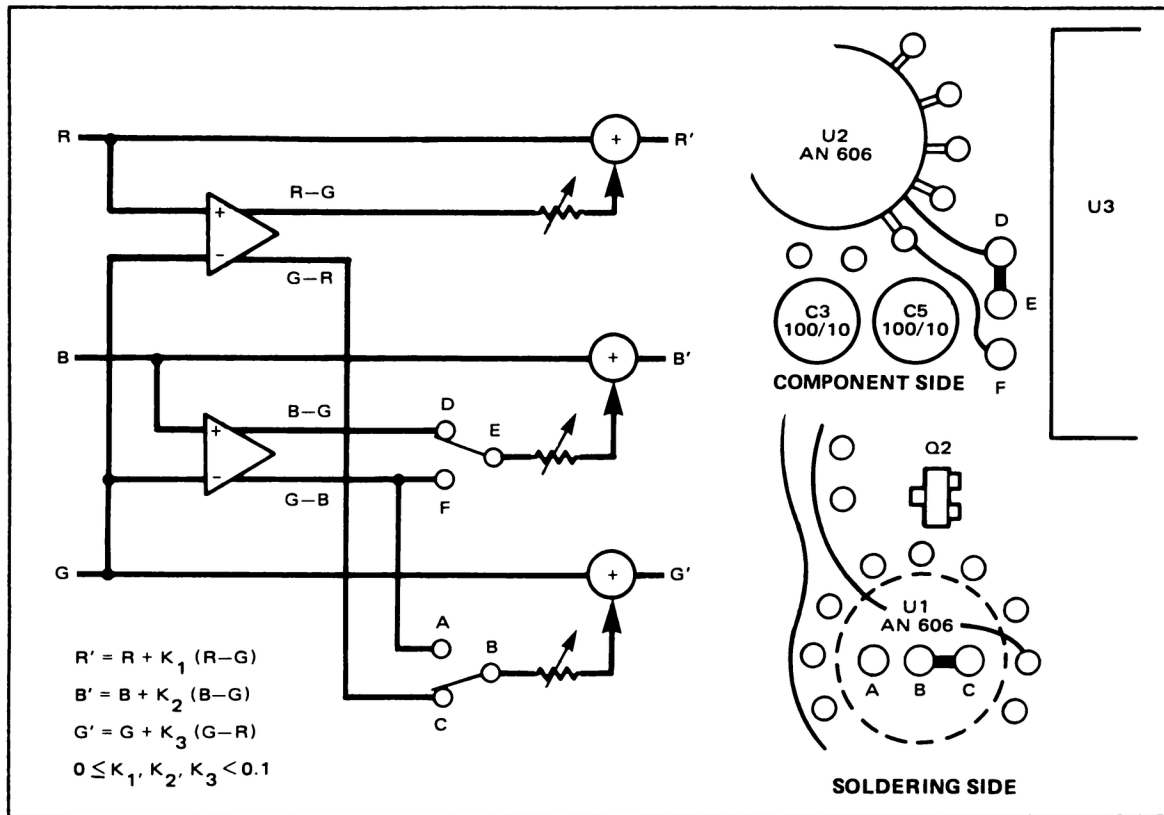 R
R'
R—G
+
+
−
G—R
B
B'
+
B—G
D
E
+
−
G—B
F
G
G'
+
A
B
C
R' = R + K₁ (R—G)
B' = B + K₂ (B—G)
G' = G + K₃ (G—R)
0 ≤ K₁, K₂, K₃ < 0.1
U2
AN 606
U3
D
E
F
C3
100/10
C5
100/10
COMPONENT SIDE
Q2
U1
AN 606
A B C
SOLDERING SIDE